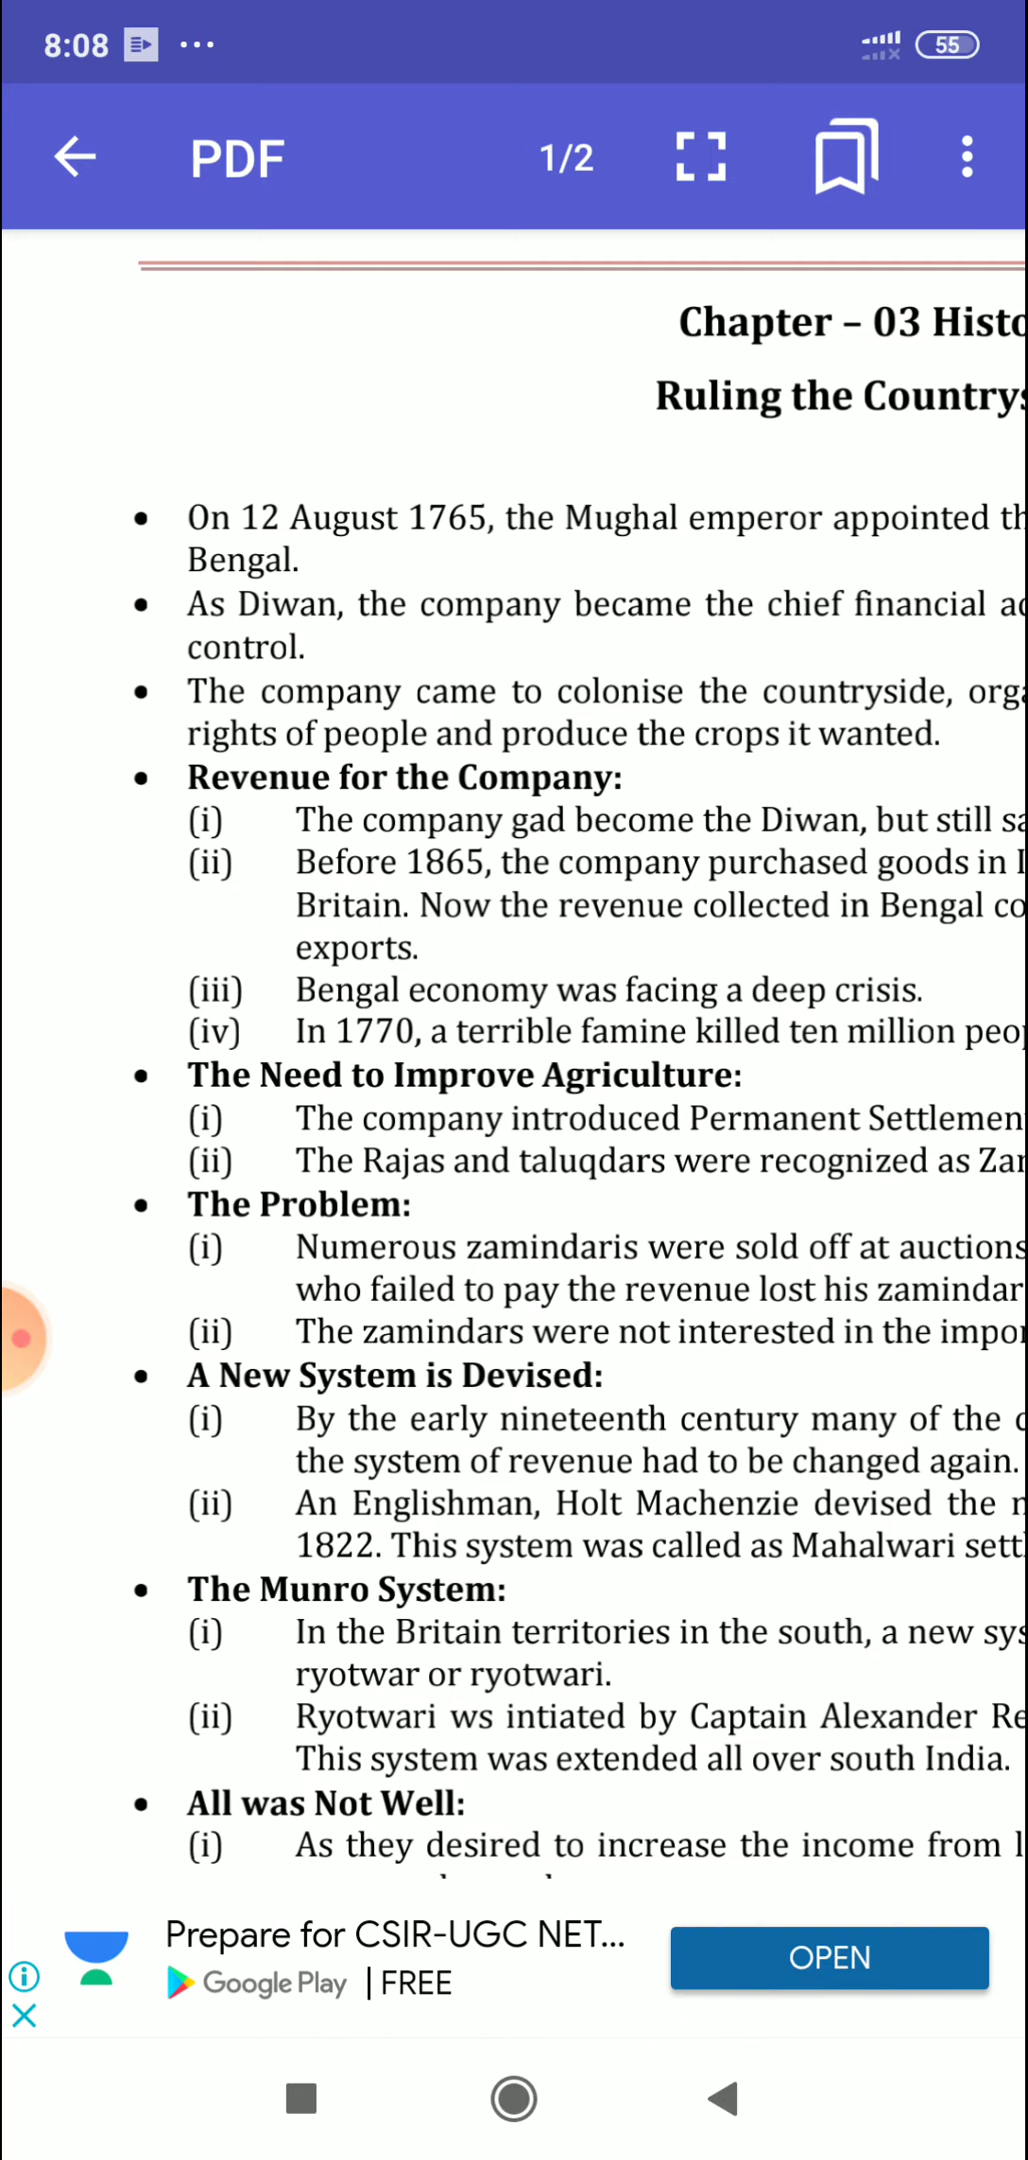 8:08
55
PDF 1/2
Chapter – 03 Histo
Ruling the Countrys
• On 12 August 1765, the Mughal emperor appointed th
Bengal.
• As Diwan, the company became the chief financial ad
control.
• The company came to colonise the countryside, orga
rights of people and produce the crops it wanted.
• Revenue for the Company:
(i) The company gad become the Diwan, but still sa
(ii) Before 1865, the company purchased goods in I
Britain. Now the revenue collected in Bengal co
exports.
(iii) Bengal economy was facing a deep crisis.
(iv) In 1770, a terrible famine killed ten million peop
• The Need to Improve Agriculture:
(i) The company introduced Permanent Settlemen
(ii) The Rajas and taluqdars were recognized as Zam
• The Problem:
(i) Numerous zamindaris were sold off at auctions
who failed to pay the revenue lost his zamindar
(ii) The zamindars were not interested in the impor
• A New System is Devised:
(i) By the early nineteenth century many of the c
the system of revenue had to be changed again.
(ii) An Englishman, Holt Machenzie devised the n
1822. This system was called as Mahalwari settl
• The Munro System:
(i) In the Britain territories in the south, a new sys
ryotwar or ryotwari.
(ii) Ryotwari ws intiated by Captain Alexander Re
This system was extended all over south India.
• All was Not Well:
(i) As they desired to increase the income from l
Prepare for CSIR-UGC NET...
Google Play | FREE
OPEN